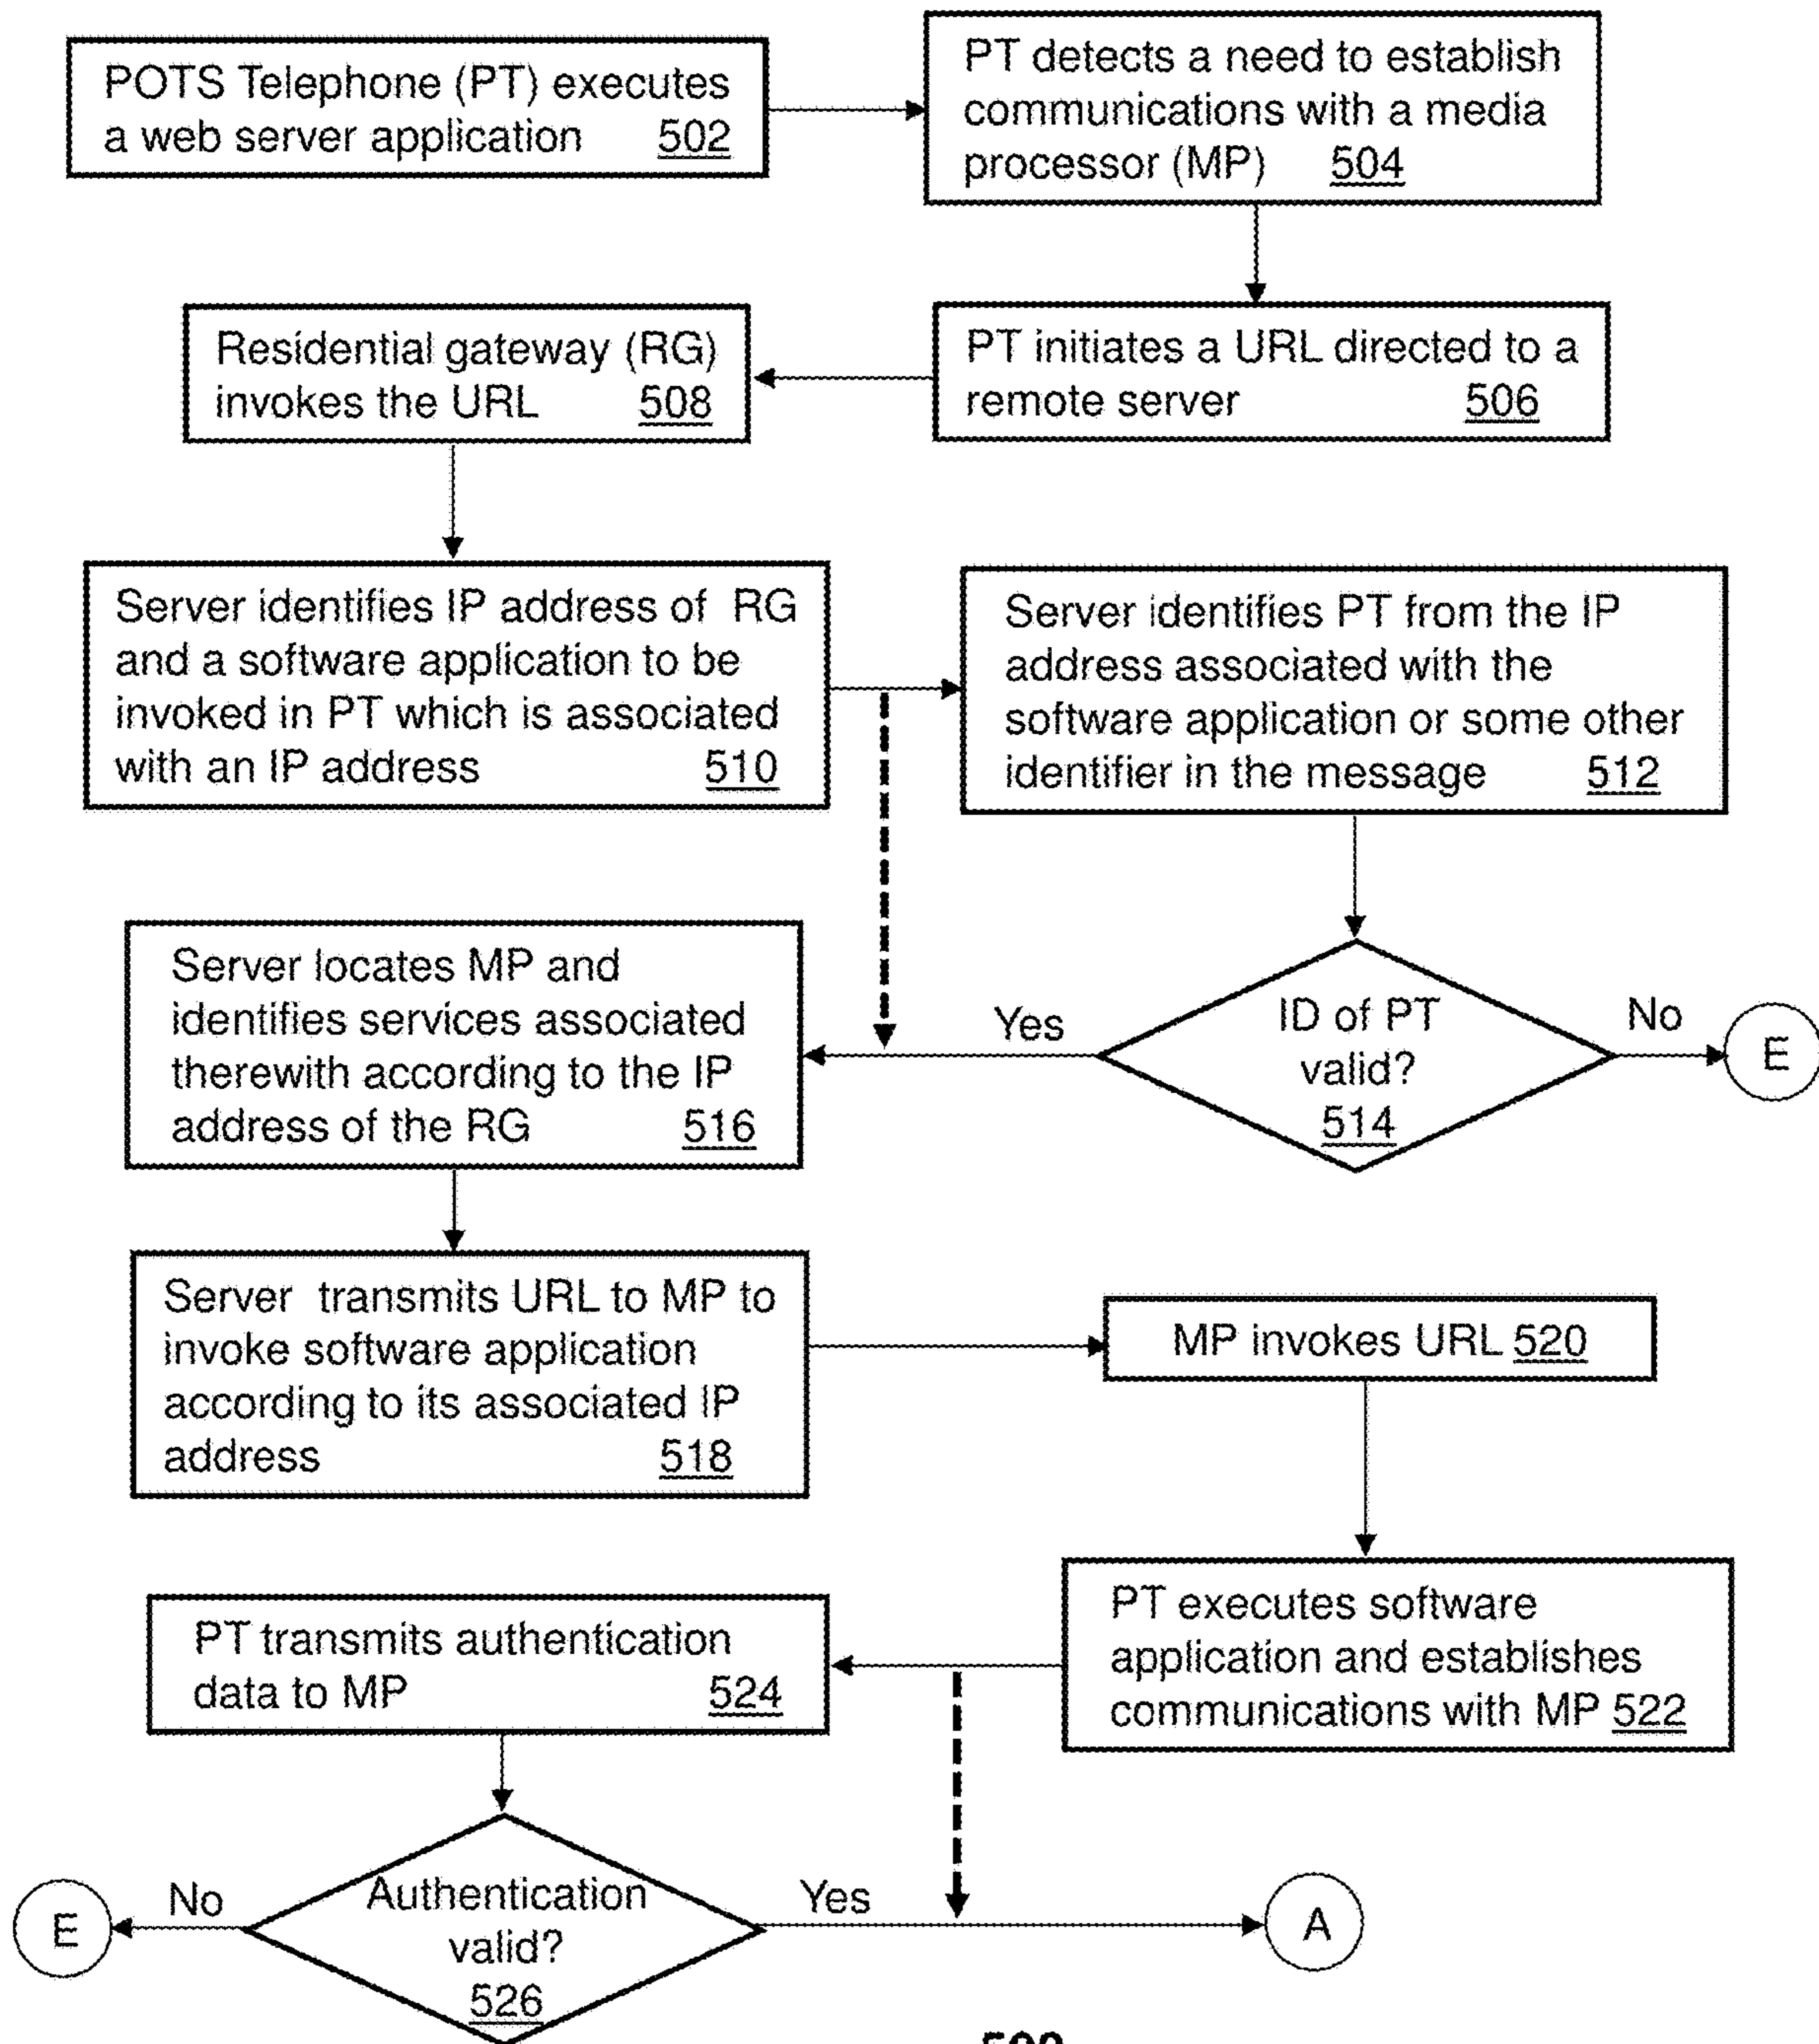 POTS Telephone (PT) executes
a web server application 502
PT detects a need to establish
communications with a media
processor (MP) 504
PT initiates a URL directed to a
remote server 506
Residential gateway (RG)
invokes the URL 508
Server identifies IP address of RG
and a software application to be
invoked in PT which is associated
with an IP address 510
Server identifies PT from the IP
address associated with the
software application or some other
identifier in the message 512
ID of PT
valid?
514
Yes
No
E
Server locates MP and
identifies services associated
therewith according to the IP
address of the RG 516
Server transmits URL to MP to
invoke software application
according to its associated IP
address 518
MP invokes URL 520
PT executes software
application and establishes
communications with MP 522
PT transmits authentication
data to MP 524
Authentication
valid?
526
No
E
Yes
A